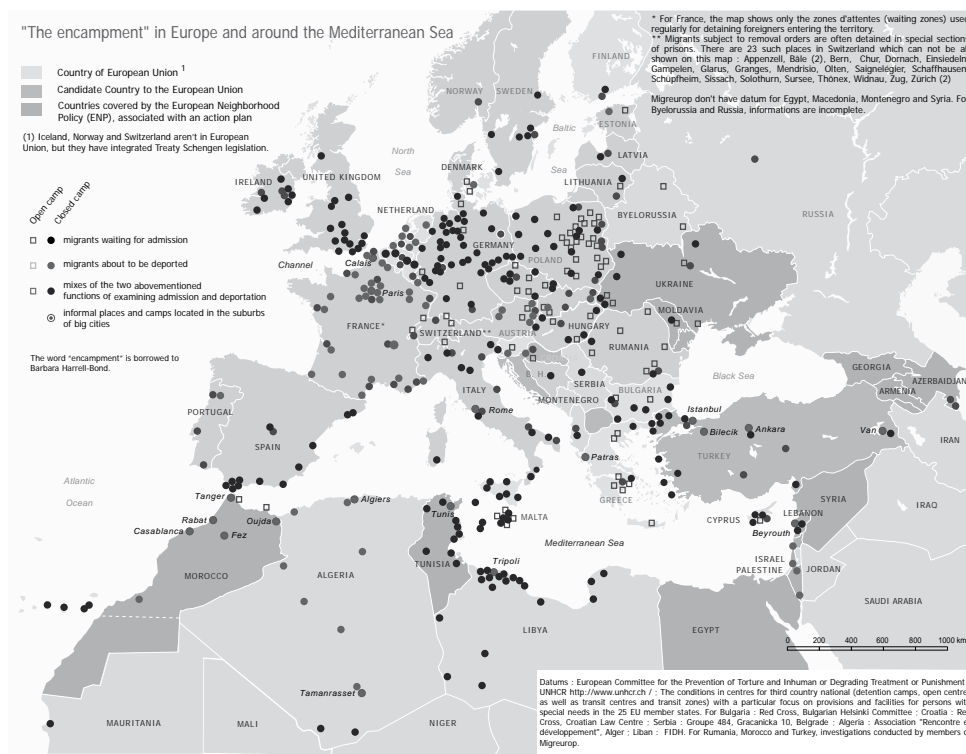 "The encampment" in Europe and around the Mediterranean Sea
Country of European Union 1
Candidate Country to the European Union
Countries covered by the European Neighborhood
Policy (ENP), associated with an action plan
(1) Iceland, Norway and Switzerland aren't in European
Union, but they have integrated Treaty Schengen legislation.
Open camp
Closed camp
migrants waiting for admission
migrants about to be deported
mixes of the two abovementioned
functions of examining admission and deportation
informal places and camps located in the suburbs
of big cities
The word "encampment" is borrowed to
Barbara Harrell-Bond.
* For France, the map shows only the zones d'attentes (waiting zones) used
regularly for detaining foreigners entering the territory.
** Migrants subject to removal orders are often detained in special sections
of prisons. There are 23 such places in Switzerland which can not be al
shown on this map : Appenzell, Bâle (2), Bern, Chur, Dornach, Einsiedeln
Gampelen, Glarus, Granges, Mendrisio, Olten, Saignelégier, Schaffhausen
Schüpfheim, Sissach, Solothurn, Sursee, Thônex, Widnau, Zug, Zürich (2)
Migreurop don't have datum for Egypt, Macedonia, Montenegro and Syria. Fo
Byelorussia and Russia, informations are incomplete.
FINLAND
NORWAY
SWEDEN
ESTONIA
Baltic
Sea
LATVIA
North
Sea
DENMARK
LITHUANIA
IRELAND
UNITED KINGDOM
NETHERLAND
BYELORUSSIA
RUSSIA
GERMANY
POLAND
Calais
Channel
UKRAINE
Paris
MOLDAVIA
FRANCE*
SWITZERLAND**
AUSTRIA
HUNGARY
RUMANIA
B. H.
SERBIA
Black Sea
GEORGIA
AZERBAIDJAN
ARMENIA
ITALY
MONTENEGRO
BULGARIA
PORTUGAL
Rome
Istanbul
Bilecik
Ankara
Van
IRAN
SPAIN
Patras
TURKEY
Atlantic
Ocean
Tanger
Algiers
GREECE
SYRIA
IRAQ
Rabat
Oujda
Tunis
MALTA
CYPRUS
LEBANON
Casablanca
Fez
Beyrouth
Mediterranean Sea
MOROCCO
ALGERIA
TUNISIA
Tripoli
ISRAEL
PALESTINE
JORDAN
SAUDI ARABIA
LIBYA
EGYPT
0 200 400 600 800 1000 km
Tamanrasset
MAURITANIA
MALI
NIGER
Datums : European Committee for the Prevention of Torture and Inhuman or Degrading Treatment or Punishment
UNHCR http://www.unhcr.ch / ; The conditions in centres for third country national (detention camps, open centre
as well as transit centres and transit zones) with a particular focus on provisions and facilities for persons wit
special needs in the 25 EU member states. For Bulgaria : Red Cross, Bulgarian Helsinki Committee ; Croatia : Re
Cross, Croatian Law Centre ; Serbia : Groupe 484, Gracanicka 10, Belgrade ; Algeria : Association "Rencontre e
développement", Alger ; Liban : FIDH. For Rumania, Morocco and Turkey, investigations conducted by members o
Migreurop.